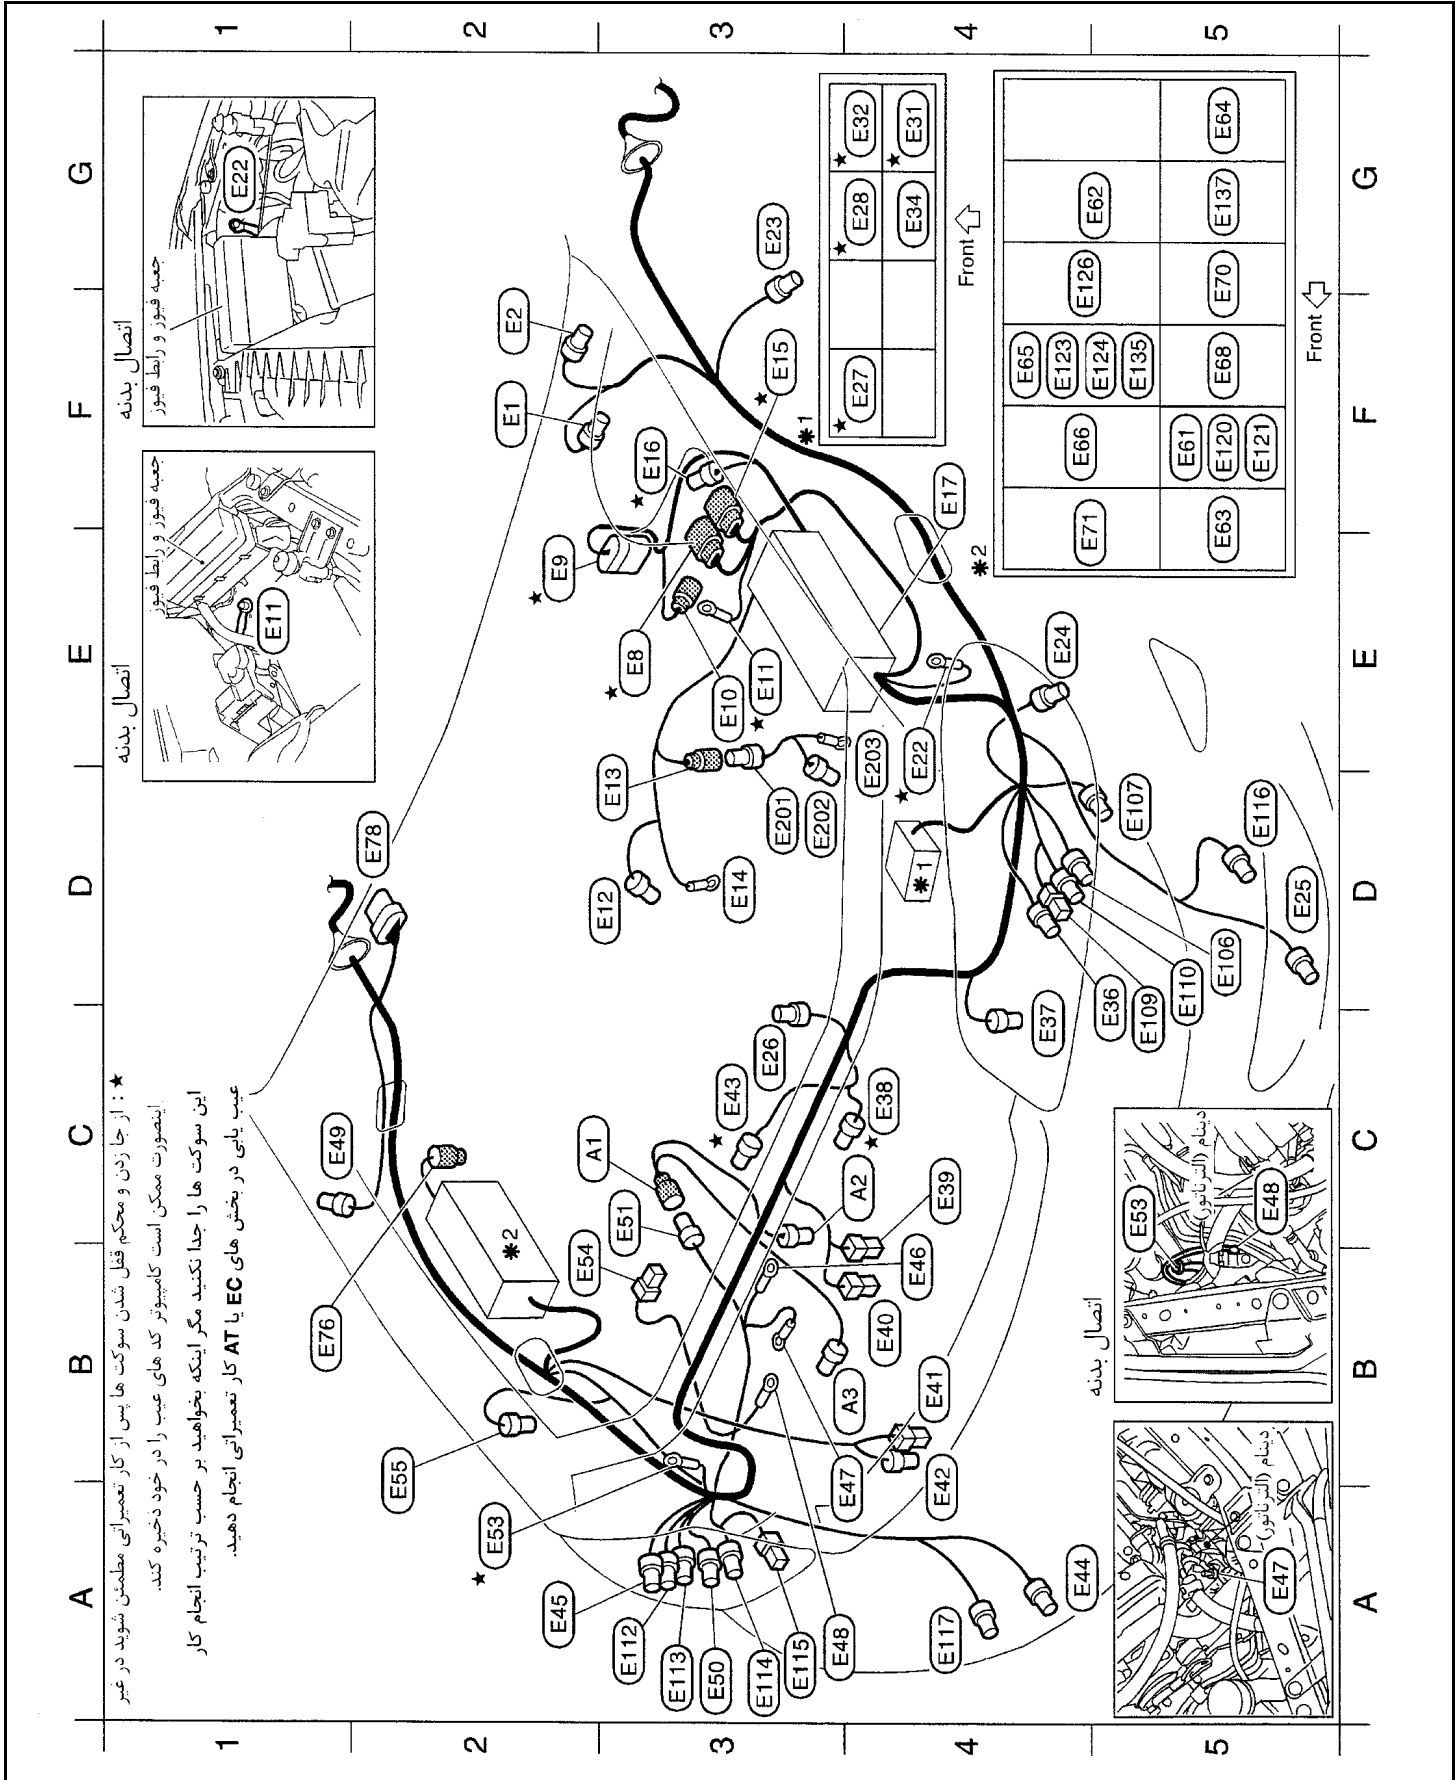 1
2
3
4
5
G
F
E
D
C
B
A
اتصال بدنه
جعبه فیوز و رابط فیوز
E22
اتصال بدنه
جعبه فیوز و رابط فیوز
E11
★ : از جا زدن و محکم قفل شدن سوکت ها پس از کار تعمیراتی مطمئن شوید در غیر
اینصورت ممکن است کامپیوتر کد های عیب را در خود ذخیره کند.
این سوکت ها را جدا نکنید مگر اینکه بخواهید بر حسب ترتیب انجام کار
عیب یابی در بخش های EC یا AT کار تعمیراتی انجام دهید.
E78
E49
E76
E55
★ E53
E2
E1
E23
★ E15
★ E16
★ E9
★ E8
E10
★ E11
E13
E12
E14
E201
E202
E203
★ E22
E17
E24
✱1
✱2
E54
E51
A1
★ E43
E26
★ E38
A2
E39
E46
E40
A3
E41
E47
E42
E48
E45
E112
E113
E50
E114
E115
E117
E44
E37
E36
E109
E110
E106
E107
E116
E25
✱1
★ E27
★ E28
★ E32
E34
★ E31
Front
✱2
E71
E66
E65
E123
E124
E135
E126
E62
E63
E61
E120
E121
E68
E70
E137
E64
Front
اتصال بدنه
E53
دینام (آلترناتور)
E48
دینام (آلترناتور)
E47
A
B
C
D
E
F
G
1
2
3
4
5